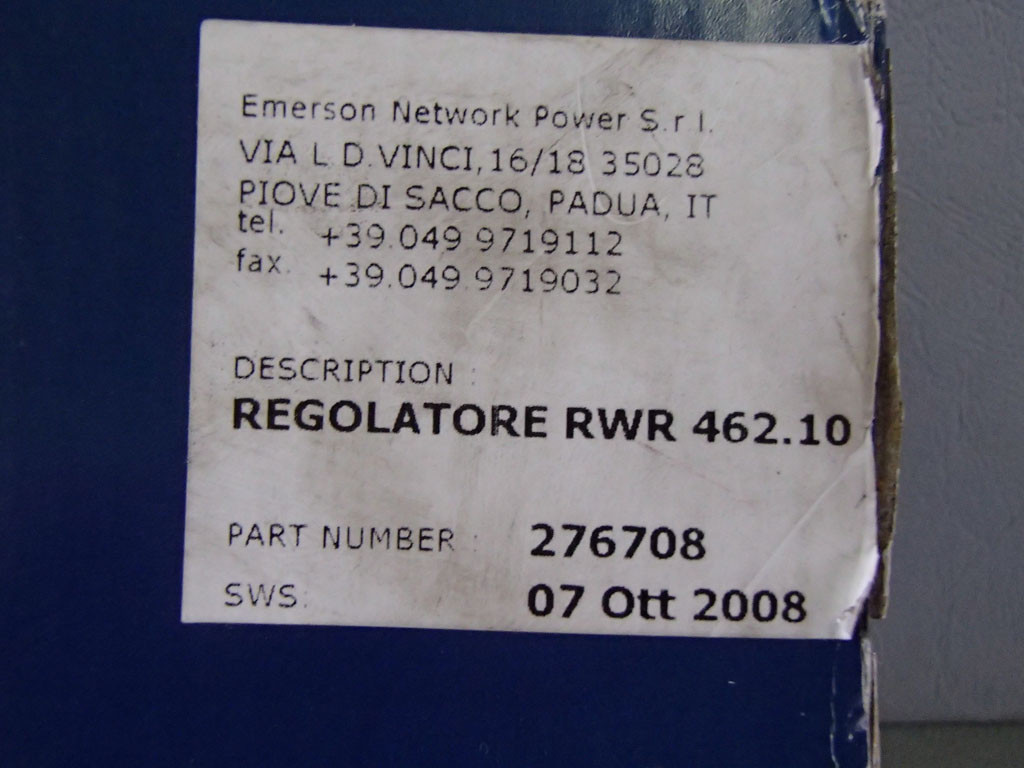 Emerson Network Power S.r l.
VIA L D.VINCI,16/18 35028
PIOVE DI SACCO, PADUA, IT
tel. +39.049 9719112
fax. +39.049.9719032
DESCRIPTION :
REGOLATORE RWR 462.10
PART NUMBER : 276708
SWS: 07 Ott 2008